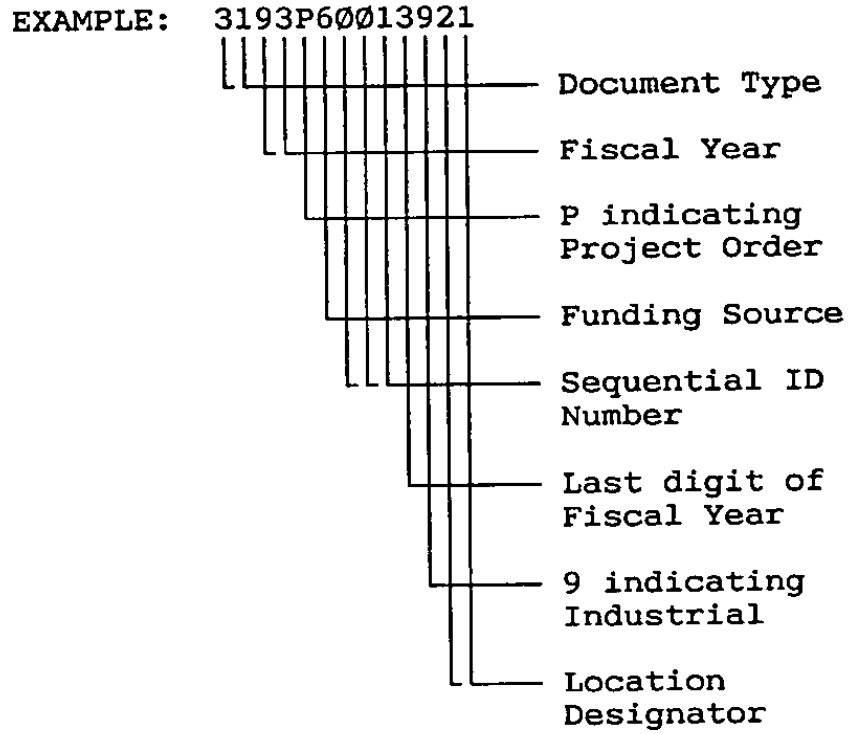 EXAMPLE: 3193P6ØØ13921
Document Type
Fiscal Year
P indicating
Project Order
Funding Source
Sequential ID
Number
Last digit of
Fiscal Year
9 indicating
Industrial
Location
Designator